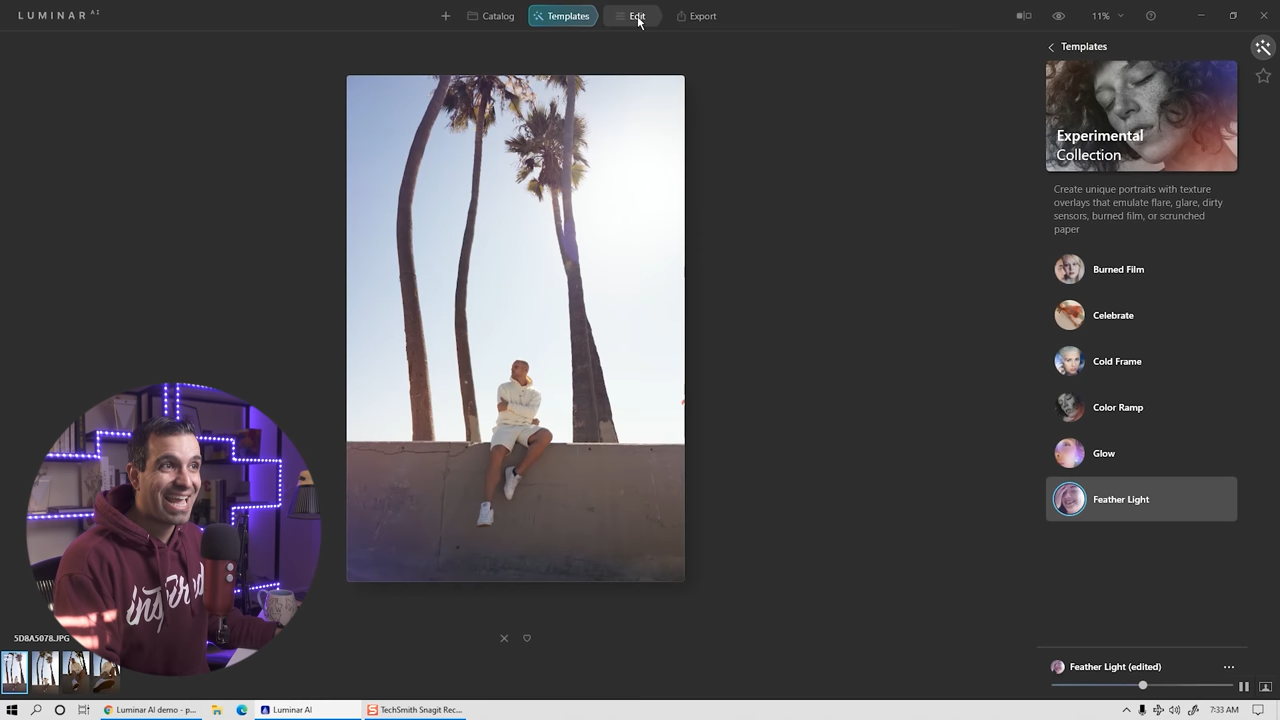 LUMINAR AI
Catalog
Templates
Edit
Export
11%
Templates
Experimental
Collection
Create unique portraits with texture
overlays that emulate flare, glare, dirty
sensors, burned film, or scrunched
paper
Burned Film
Celebrate
Cold Frame
Color Ramp
Glow
Feather Light
inspired
5D8A5078.JPG
Feather Light (edited)
Luminar AI demo - p...
Luminar AI
TechSmith Snagit Rec...
7:33 AM